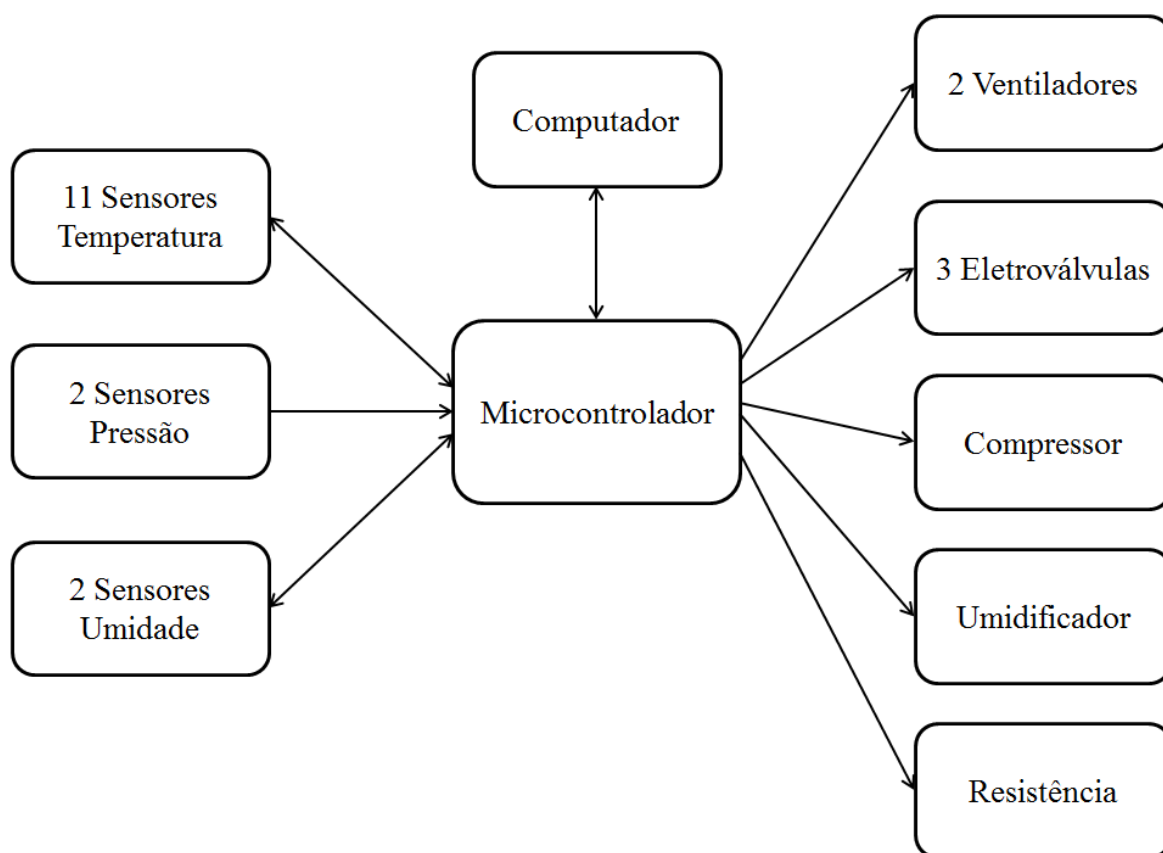 11 Sensores
Temperatura
2 Sensores
Pressão
2 Sensores
Umidade
Computador
Microcontrolador
2 Ventiladores
3 Eletroválvulas
Compressor
Umidificador
Resistência